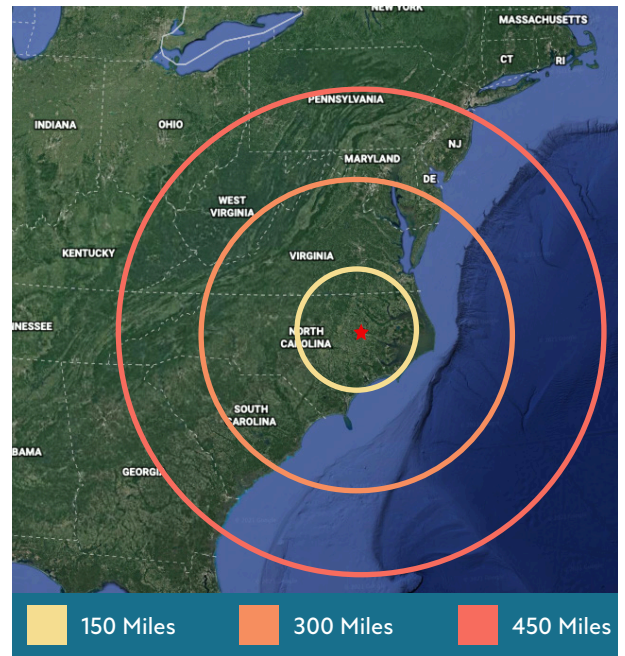 NEW YORK
MASSACHUSETTS
CT
RI
PENNSYLVANIA
INDIANA
OHIO
NJ
MARYLAND
DE
WEST
VIRGINIA
KENTUCKY
VIRGINIA
NNESSEE
NORTH
CAROLINA
SOUTH
CAROLINA
BAMA
GEORGIA
150 Miles
300 Miles
450 Miles